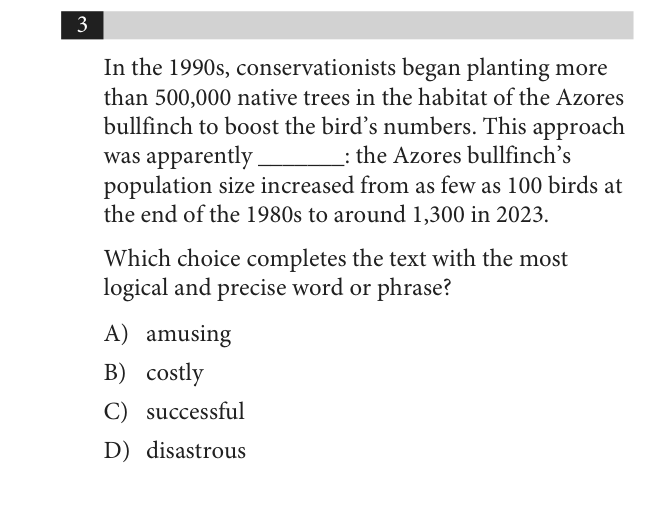 3
In the 1990s, conservationists began planting more
than 500,000 native trees in the habitat of the Azores
bullfinch to boost the bird’s numbers. This approach
was apparently _______: the Azores bullfinch’s
population size increased from as few as 100 birds at
the end of the 1980s to around 1,300 in 2023.
Which choice completes the text with the most
logical and precise word or phrase?
A) amusing
B) costly
C) successful
D) disastrous